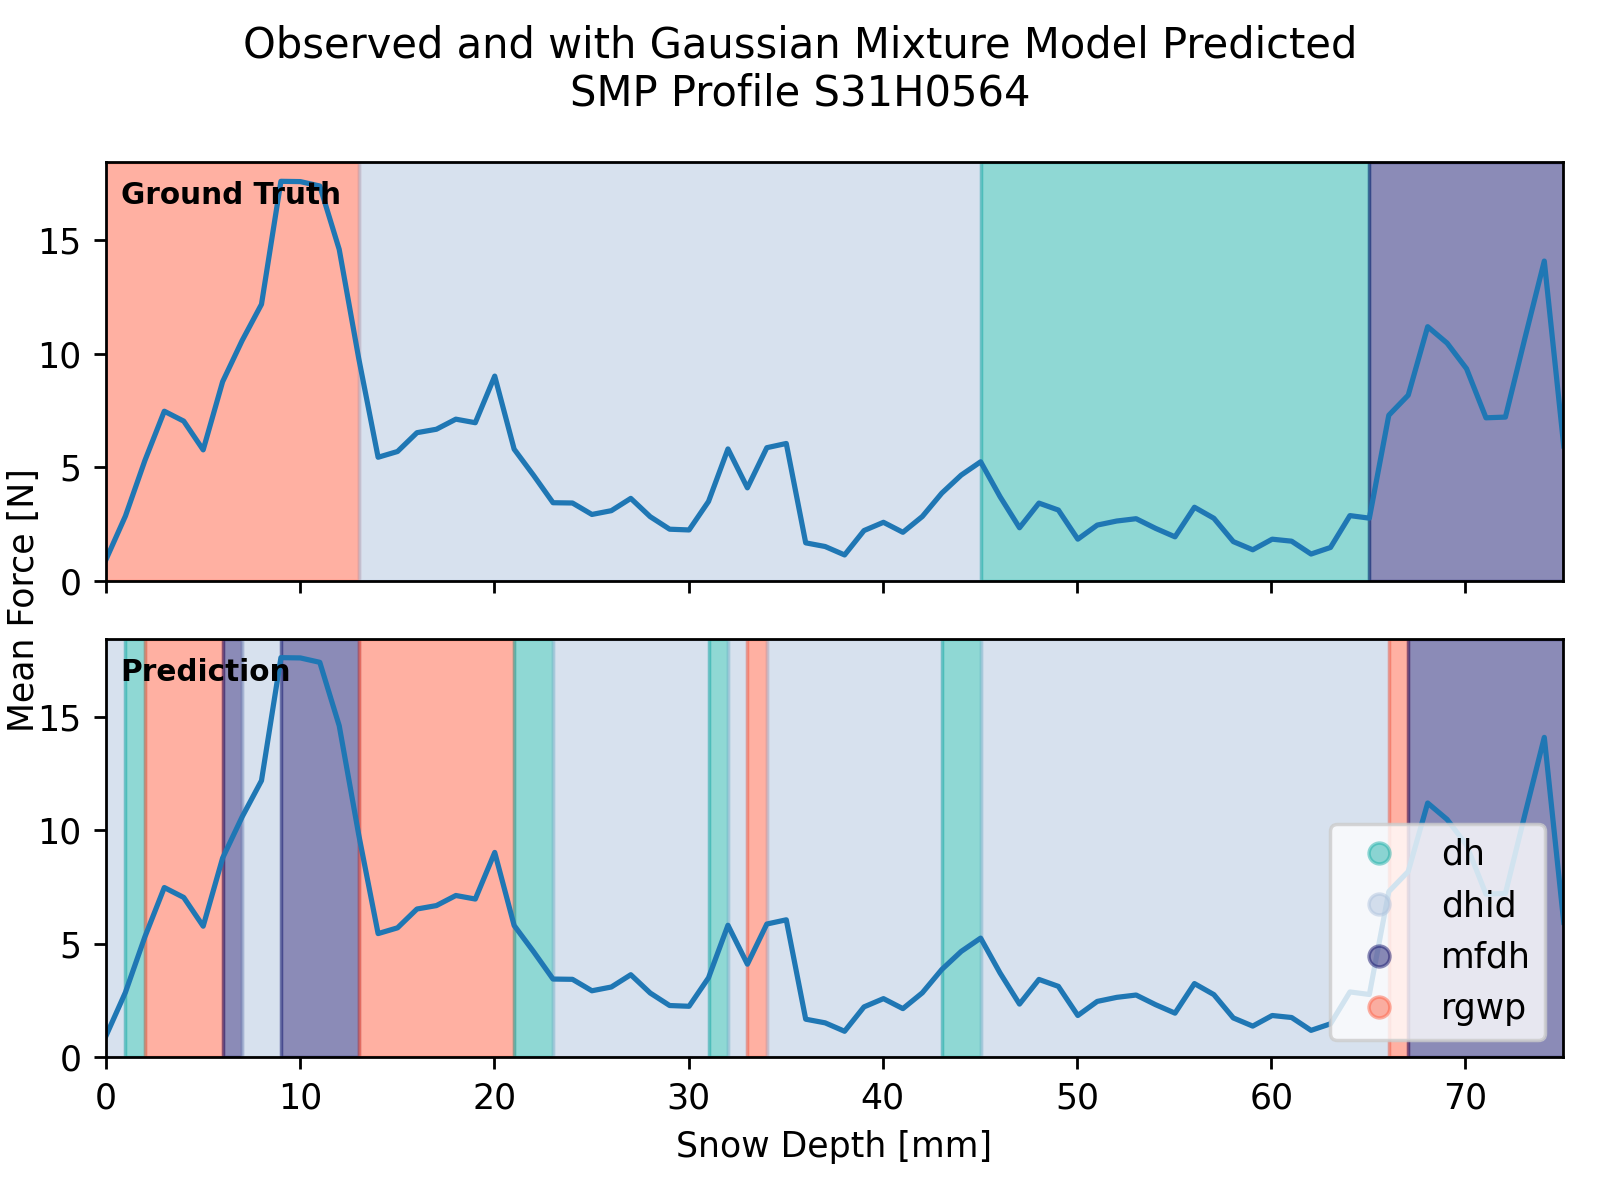 Observed and with Gaussian Mixture Model Predicted
SMP Profile S31H0564
Ground Truth
15
10
5
0
Mean Force [N]
Prediction
15
10
5
0
dh
dhid
mfdh
rgwp
0 10 20 30 40 50 60 70
Snow Depth [mm]